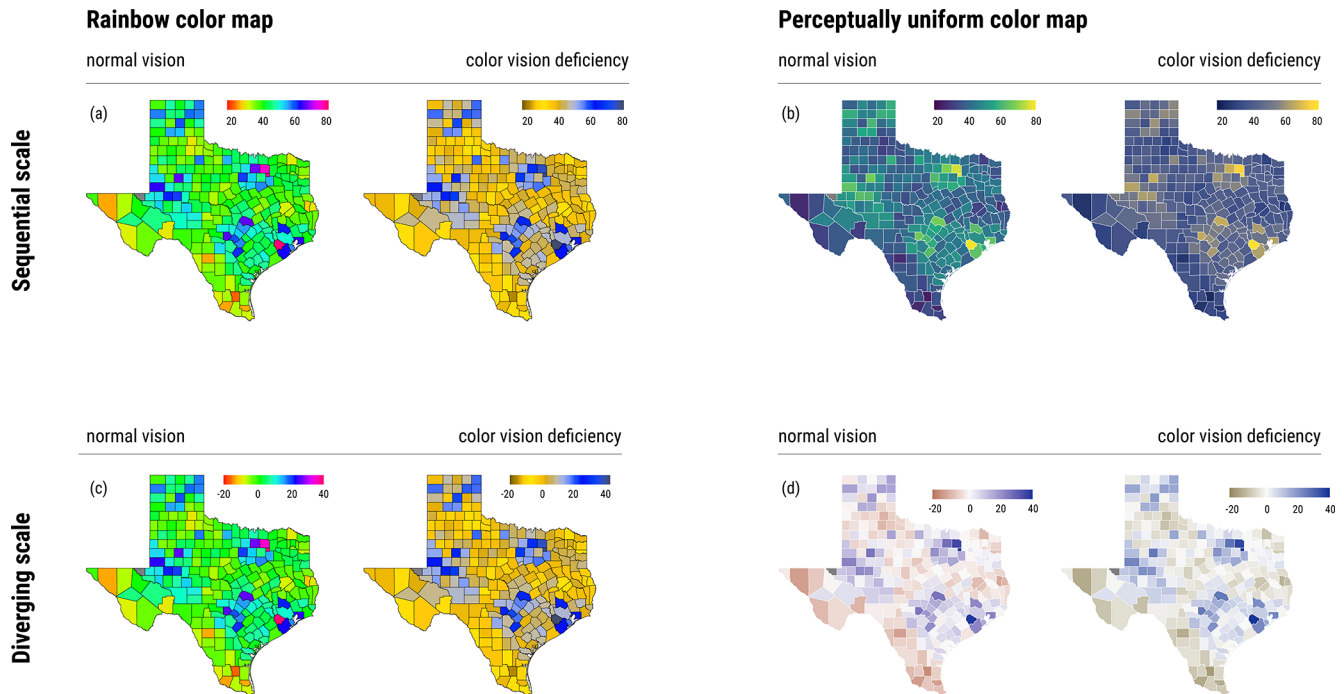 Rainbow color map
Perceptually uniform color map
normal vision
color vision deficiency
normal vision
color vision deficiency
Sequential scale
(a)
20 40 60 80
20 40 60 80
(b)
20 40 60 80
20 40 60 80
normal vision
color vision deficiency
normal vision
color vision deficiency
Diverging scale
(c)
-20 0 20 40
-20 0 20 40
(d)
-20 0 20 40
-20 0 20 40